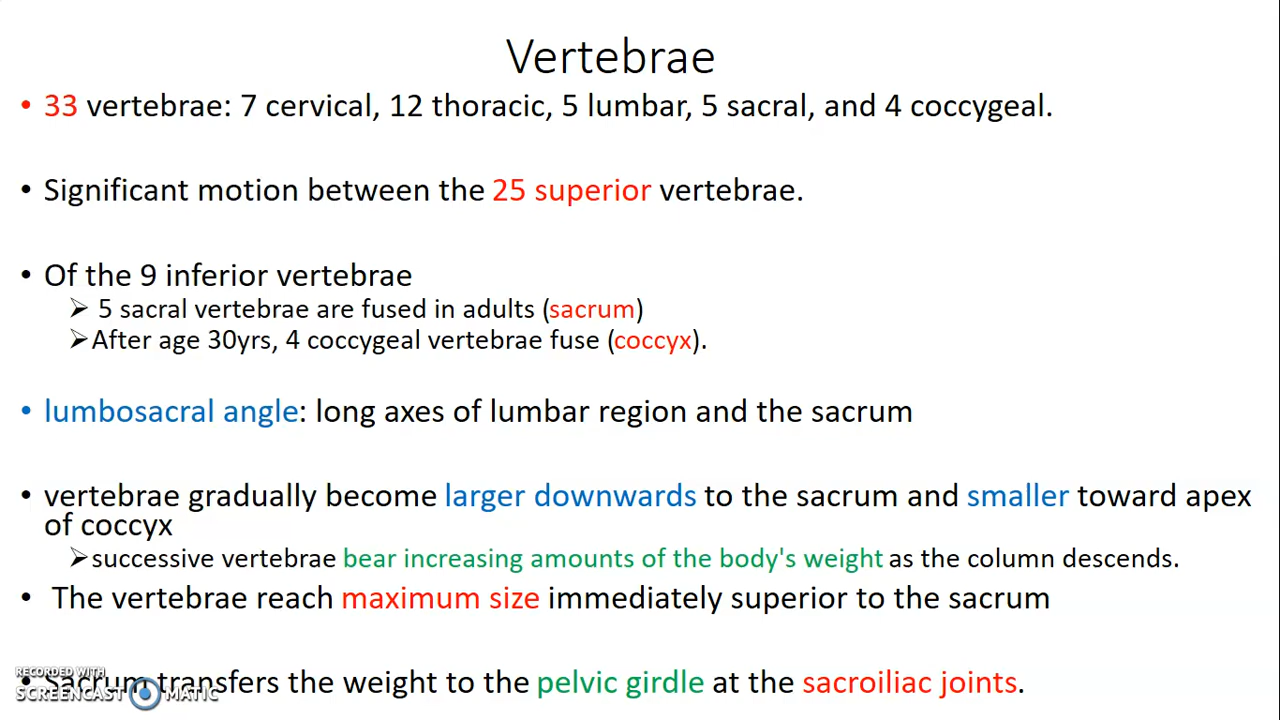 Vertebrae
• 33 vertebrae: 7 cervical, 12 thoracic, 5 lumbar, 5 sacral, and 4 coccygeal.
• Significant motion between the 25 superior vertebrae.
• Of the 9 inferior vertebrae
➢ 5 sacral vertebrae are fused in adults (sacrum)
➢After age 30yrs, 4 coccygeal vertebrae fuse (coccyx).
• lumbosacral angle: long axes of lumbar region and the sacrum
• vertebrae gradually become larger downwards to the sacrum and smaller toward apex
of coccyx
➢successive vertebrae bear increasing amounts of the body's weight as the column descends.
• The vertebrae reach maximum size immediately superior to the sacrum
• Sacrum transfers the weight to the pelvic girdle at the sacroiliac joints.
RECORDED WITH
SCREENCAST MATIC